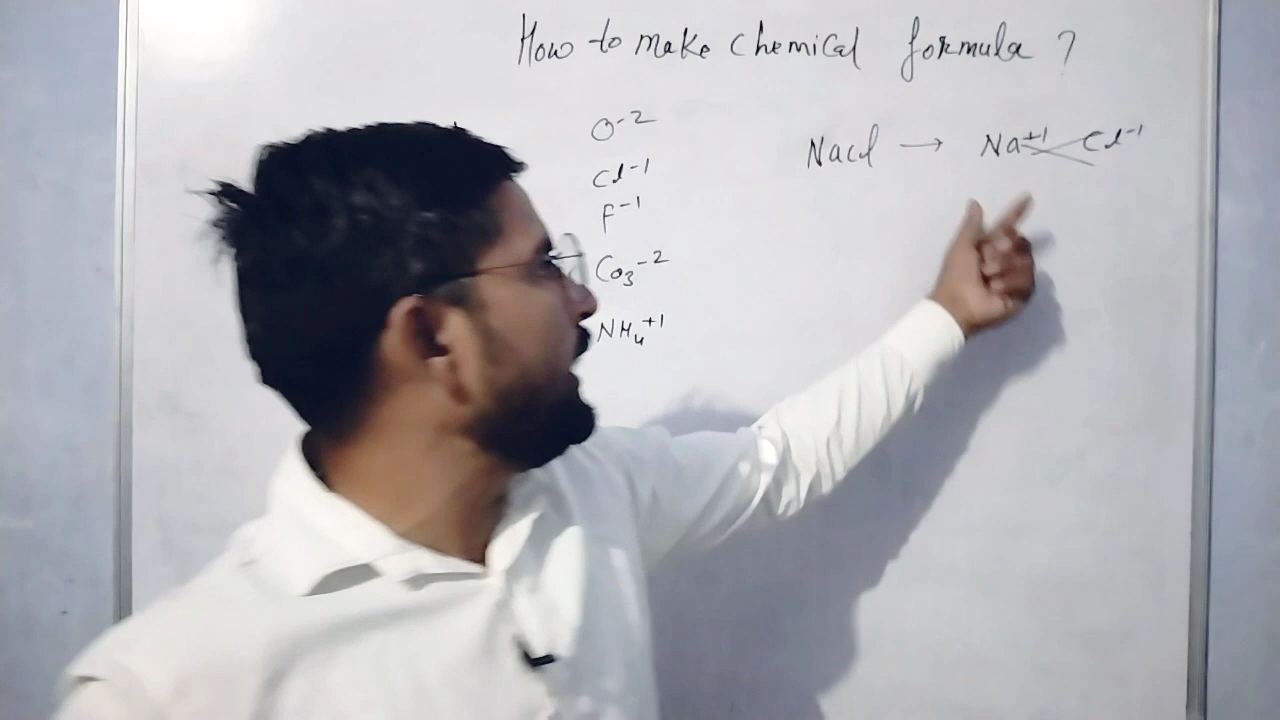 How to make chemical formula ?
O⁻²
Cl⁻¹
F⁻¹
Co₃⁻²
NH₄⁺¹
Nacl → Na⁺¹ Cl⁻¹